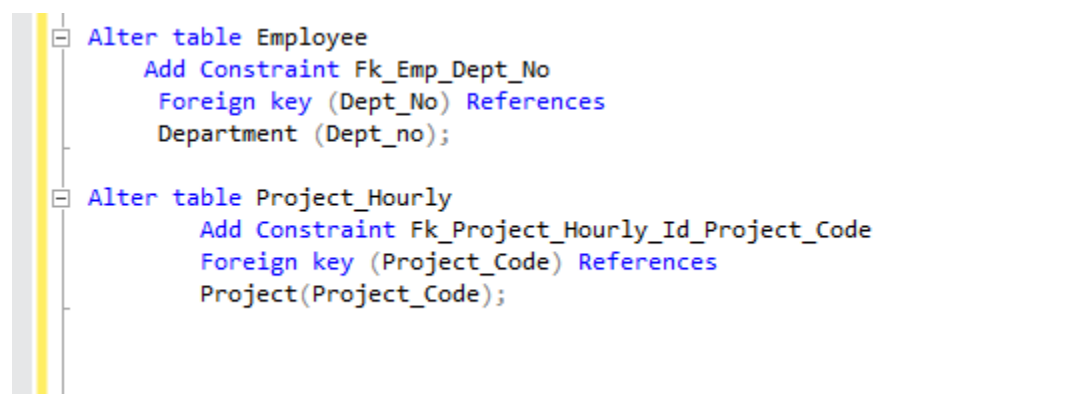 Alter table Employee
Add Constraint Fk_Emp_Dept_No
Foreign key (Dept_No) References
Department (Dept_no);
Alter table Project_Hourly
Add Constraint Fk_Project_Hourly_Id_Project_Code
Foreign key (Project_Code) References
Project(Project_Code);